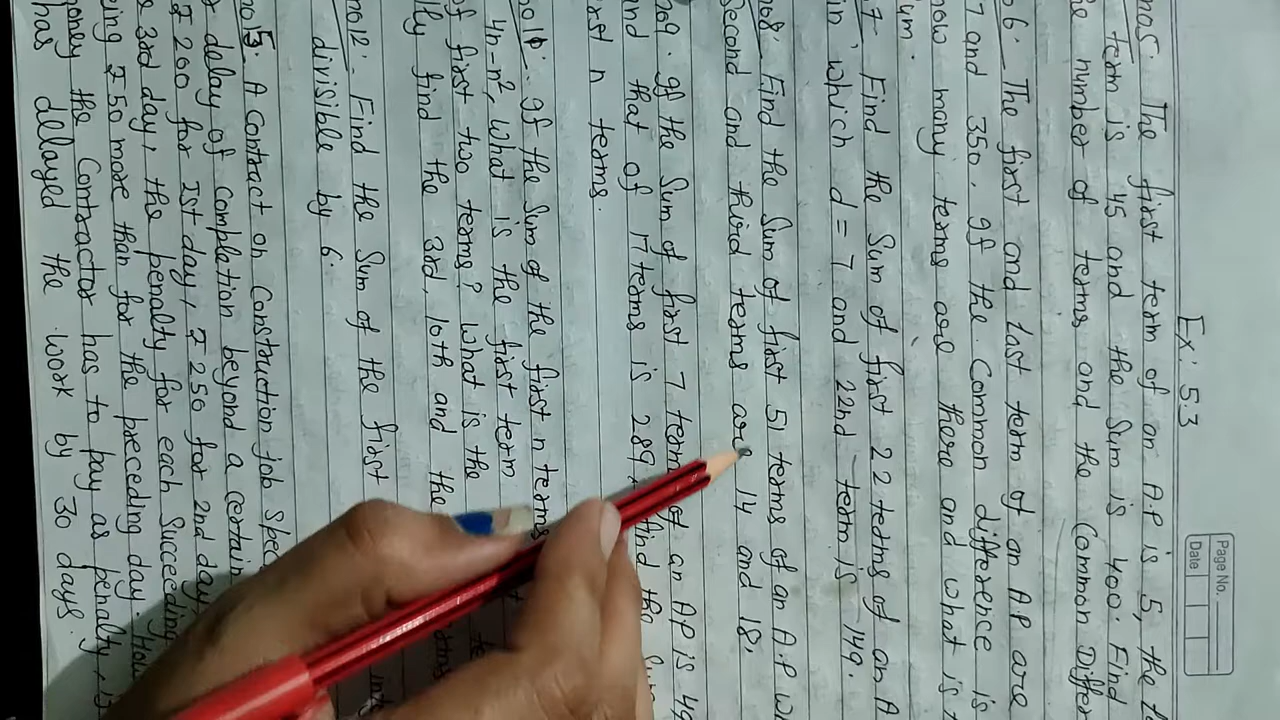 Page No.
Date
Ex: 5.3
no5. The first term of an A.P is 5, the
term is 45 and the Sum is 400. Find
number of terms and the Common Differ
no6. The first and last term of an A.P are
7 and 350. If the Common difference is
how many terms are there and what is
Sum.
7. Find the Sum of first 22 terms of an A
in which d = 7 and 22nd term is 149.
no8. Find the Sum of first 51 terms of an A.P
Second and third terms are 14 and 18,
no9. If the Sum of first 7 term of an AP is 49
and that of 17 terms is 289, find the Sum
first n terms.
If the Sum of the first n terms
4n-n², What is the first term
of first two terms? what is the
find the 3rd, 10th and the
no12. Find the Sum of the first
divisible by 6.
A Contract on Construction job
delay of Completion beyond a certain
₹ 200 for Ist day, ₹ 250 for 2nd day,
3rd day, the penalty for each Succeeding
being ₹ 50 more than for the preceding day.
money the Contractor has to pay as penalty,
has delayed the work by 30 days